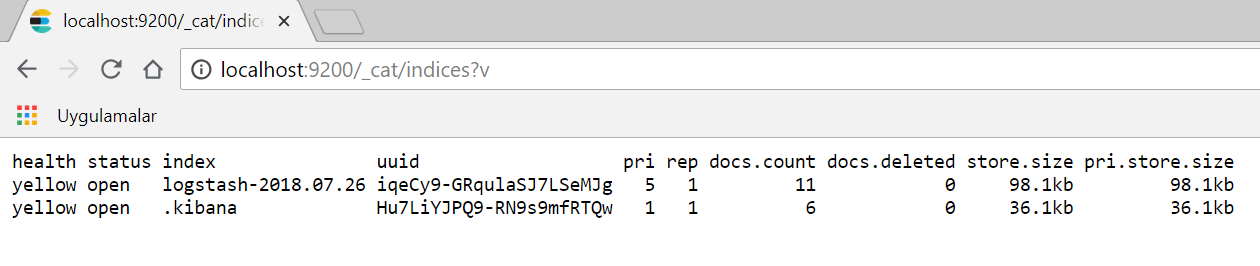 localhost:9200/_cat/indice
localhost:9200/_cat/indices?v
Uygulamalar
health status index uuid pri rep docs.count docs.deleted store.size pri.store.size
yellow open logstash-2018.07.26 iqeCy9-GRqulaSJ7LSeMJg 5 1 11 0 98.1kb 98.1kb
yellow open .kibana Hu7LiYJPQ9-RN9s9mfRTQw 1 1 6 0 36.1kb 36.1kb